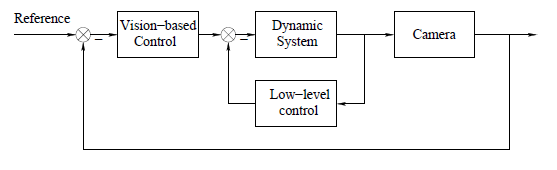 Reference
Vision–based
Control
Dynamic
System
Camera
Low–level
control
–
–